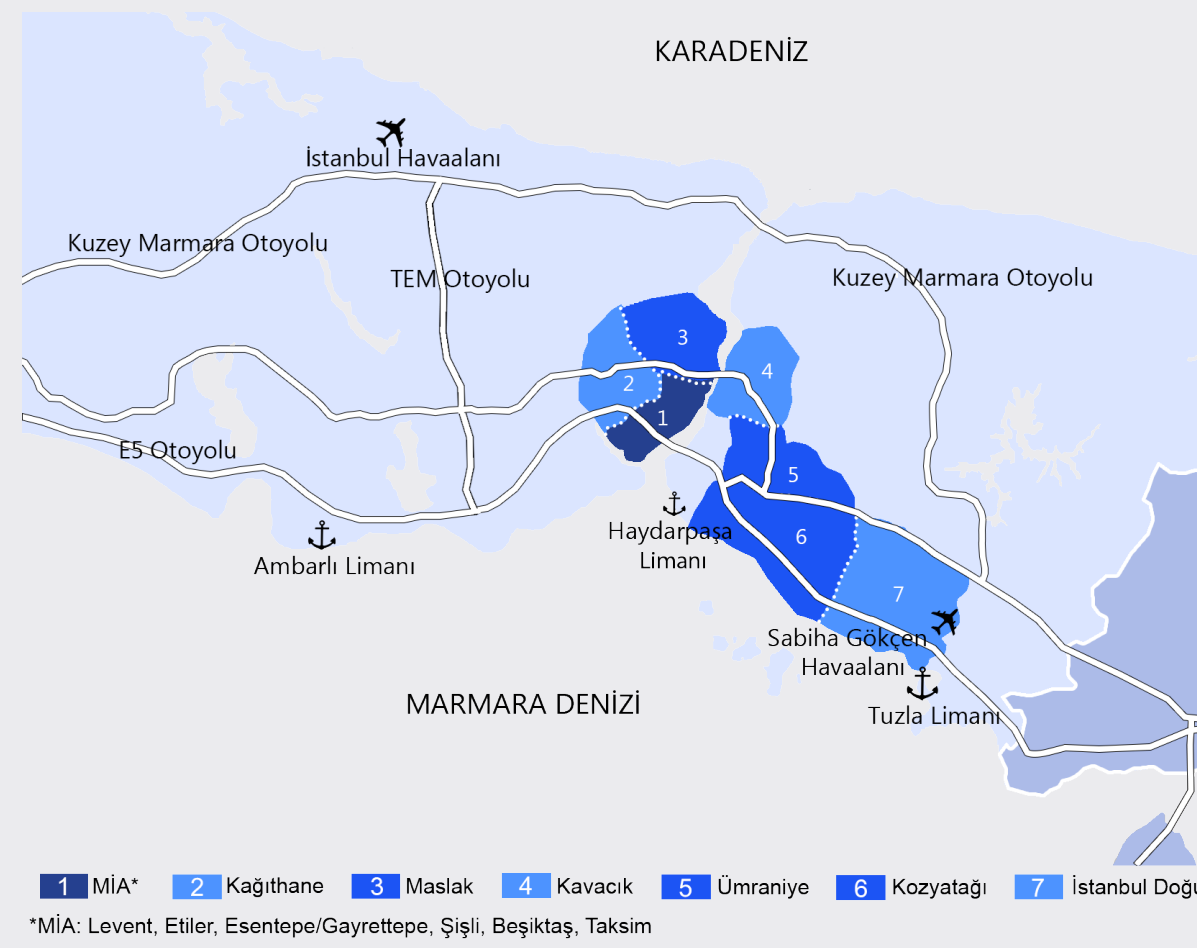 KARADENİZ
İstanbul Havaalanı
Kuzey Marmara Otoyolu
TEM Otoyolu
Kuzey Marmara Otoyolu
3
4
2
1
E5 Otoyolu
5
Haydarpaşa
Limanı
6
Ambarlı Limanı
7
Sabiha Gökçen
Havaalanı
MARMARA DENİZİ
Tuzla Limanı
1 MİA* 2 Kağıthane 3 Maslak 4 Kavacık 5 Ümraniye 6 Kozyatağı 7 İstanbul Doğu
*MİA: Levent, Etiler, Esentepe/Gayrettepe, Şişli, Beşiktaş, Taksim